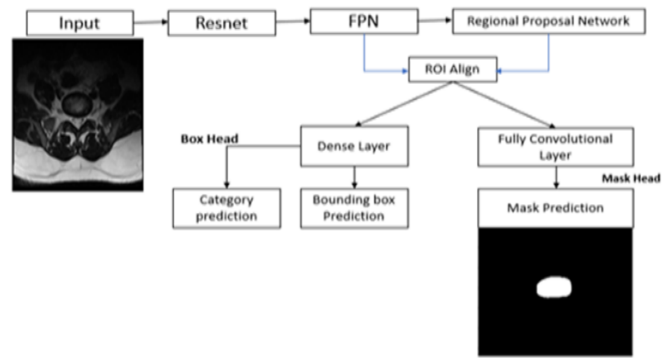 Input
Resnet
FPN
Regional Proposal Network
ROI Align
Box Head
Dense Layer
Fully Convolutional
Layer
Mask Head
Category
prediction
Bounding box
Prediction
Mask Prediction